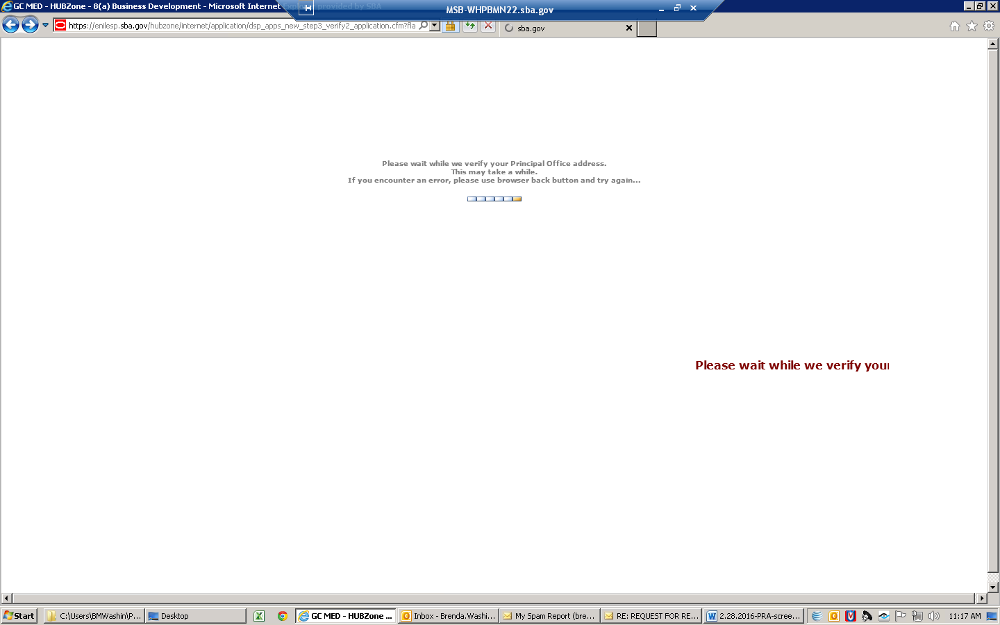 GC MED - HUBZone - 8(a) Business Development - Microsoft Internet Explorer provided by SBA
MSB-WHPBMN22.sba.gov
https://enilesp.sba.gov/hubzone/internet/application/dsp_apps_new_step3_verify2_application.cfm?fla
sba.gov
Please wait while we verify your Principal Office address.
This may take a while.
If you encounter an error, please use browser back button and try again...
Please wait while we verify your
Start
C:\Users\BMWashin\P...
Desktop
GC MED - HUBZone ...
Inbox - Brenda.Washi...
My Spam Report (bre...
RE: REQUEST FOR RE...
2.28.2016-PRA-scree...
11:17 AM